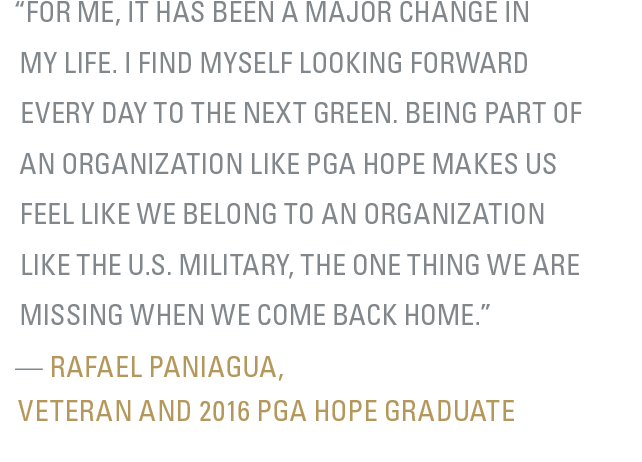 “FOR ME, IT HAS BEEN A MAJOR CHANGE IN
MY LIFE. I FIND MYSELF LOOKING FORWARD
EVERY DAY TO THE NEXT GREEN. BEING PART OF
AN ORGANIZATION LIKE PGA HOPE MAKES US
FEEL LIKE WE BELONG TO AN ORGANIZATION
LIKE THE U.S. MILITARY, THE ONE THING WE ARE
MISSING WHEN WE COME BACK HOME.”
— RAFAEL PANIAGUA,
VETERAN AND 2016 PGA HOPE GRADUATE